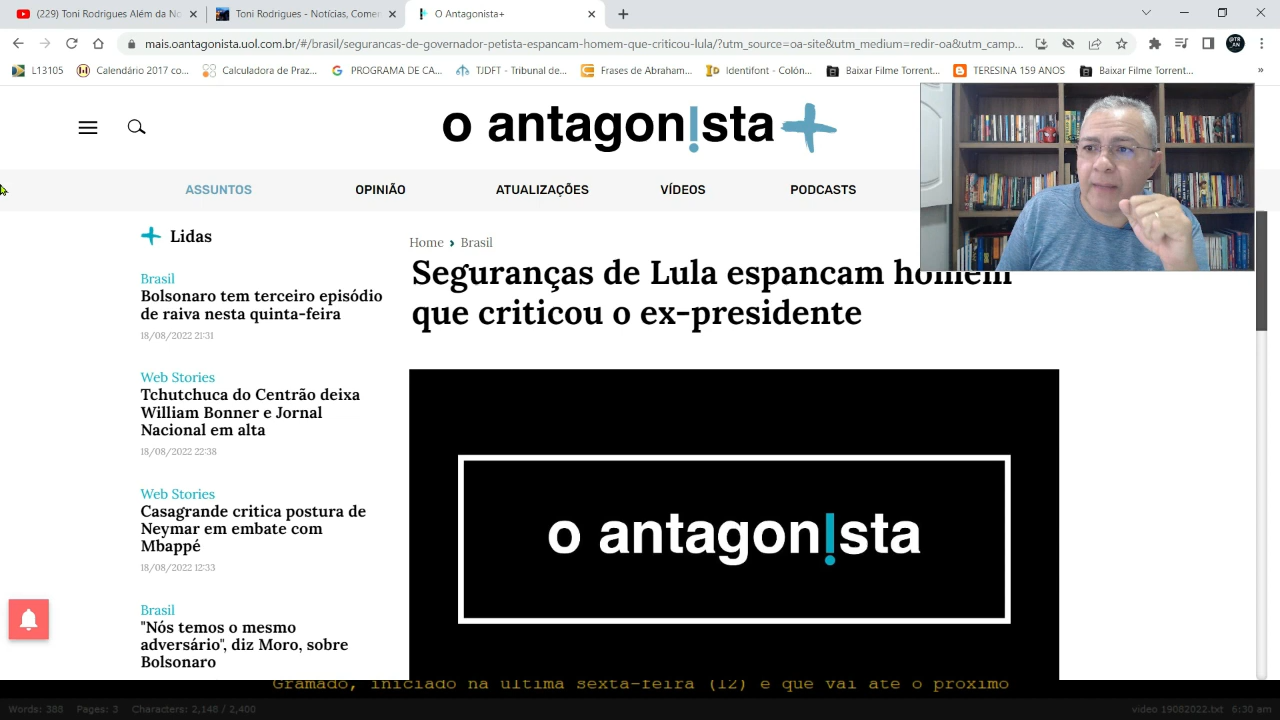 (229) Toni Rodrigues Além da No
Toni Rodrigues - Notícias, Comen
O Antagonista+
mais.oantagonista.uol.com.br/#/brasil/segurancas-de-governador-petista-espancam-homem-que-criticou-lula/?utm_source=oa-site&utm_medium=redir-oa&utm_camp...
L13105
Calendário 2017 co...
Calculadora de Praz...
PROGRAMA DE CA...
TJDFT - Tribunal de...
Frases de Abraham...
Identifont - Colón...
Baixar Filme Torrent...
TERESINA 159 ANOS
Baixar Filme Torrent...
»
o antagon!sta+
ASSUNTOS
OPINIÃO
ATUALIZAÇÕES
VÍDEOS
PODCASTS
Lidas
Brasil
Bolsonaro tem terceiro episódio
de raiva nesta quinta-feira
18/08/2022 21:31
Web Stories
Tchutchuca do Centrão deixa
William Bonner e Jornal
Nacional em alta
18/08/2022 22:38
Web Stories
Casagrande critica postura de
Neymar em embate com
Mbappé
18/08/2022 12:33
Brasil
"Nós temos o mesmo
adversário", diz Moro, sobre
Bolsonaro
Home › Brasil
Seguranças de Lula espancam homem
que criticou o ex-presidente
o antagon!sta
Gramado, iniciado na última sexta-feira (12) e que vai até o próximo
Words: 388 Pages: 3 Characters: 2,148 / 2,400
video 19082022.txt 6:30 am